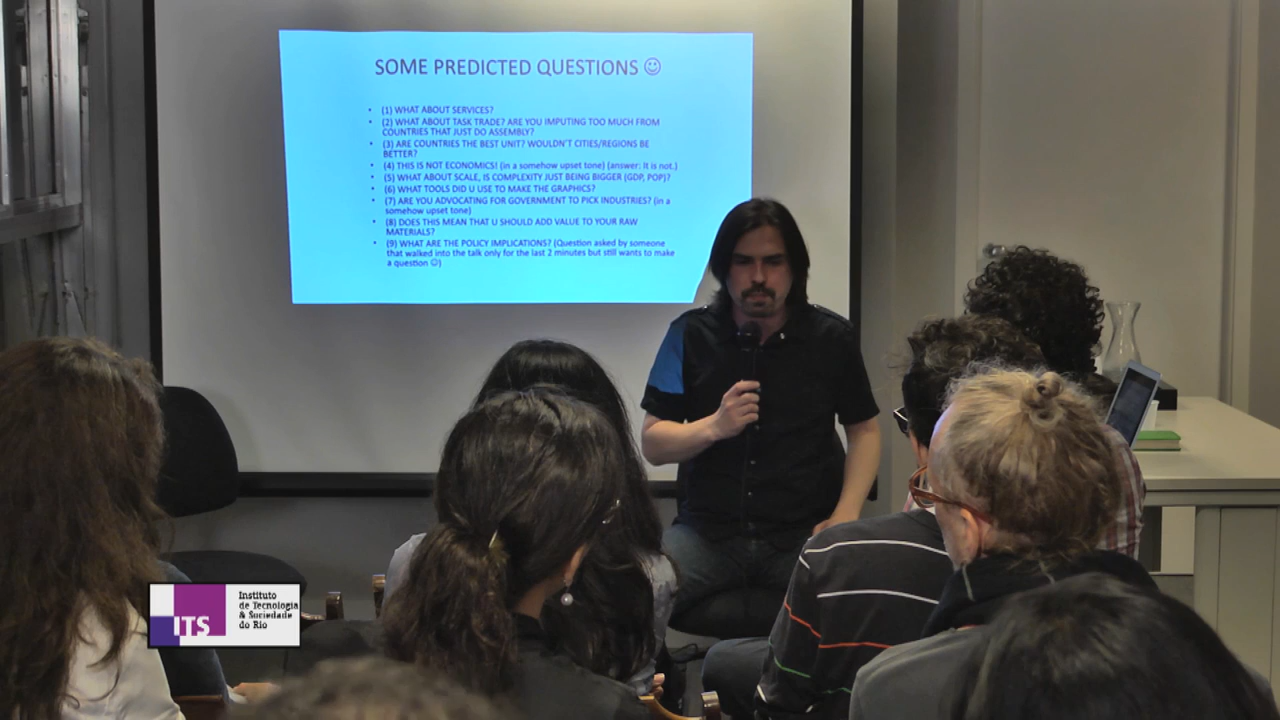 SOME PREDICTED QUESTIONS ☺
• (1) WHAT ABOUT SERVICES?
• (2) WHAT ABOUT TASK TRADE? ARE YOU IMPUTING TOO MUCH FROM
COUNTRIES THAT JUST DO ASSEMBLY?
• (3) ARE COUNTRIES THE BEST UNIT? WOULDN'T CITIES/REGIONS BE
BETTER?
• (4) THIS IS NOT ECONOMICS! (in a somehow upset tone) (answer: It is not.)
• (5) WHAT ABOUT SCALE, IS COMPLEXITY JUST BEING BIGGER (GDP, POP)?
• (6) WHAT TOOLS DID U USE TO MAKE THE GRAPHICS?
• (7) ARE YOU ADVOCATING FOR GOVERNMENT TO PICK INDUSTRIES? (in a
somehow upset tone)
• (8) DOES THIS MEAN THAT U SHOULD ADD VALUE TO YOUR RAW
MATERIALS?
• (9) WHAT ARE THE POLICY IMPLICATIONS? (Question asked by someone
that walked into the talk only for the last 2 minutes but still wants to make
a question ☺)
ITS
Instituto
de Tecnologia
& Sociedade
do Rio